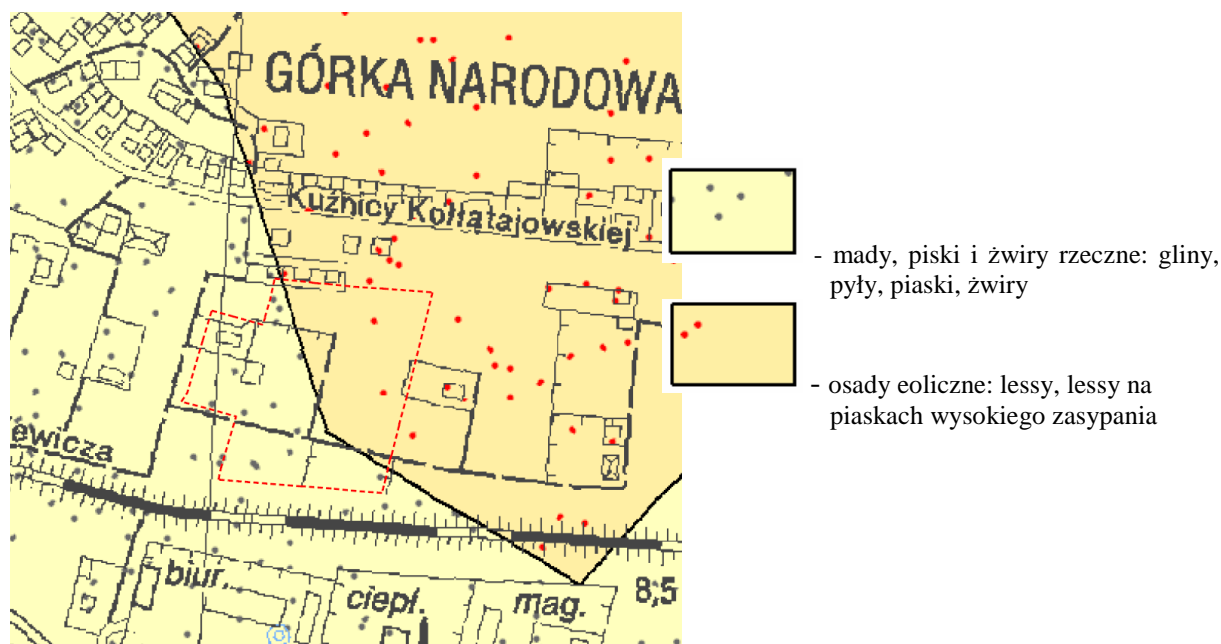 GÓRKA NARODOWA
Kuźnicy Kołłątajowskiej
ewicza
biur.
ciepł.
mag.
8,5
- mady, piski i żwiry rzeczne: gliny,
pyły, piaski, żwiry
- osady eoliczne: lessy, lessy na
piaskach wysokiego zasypania